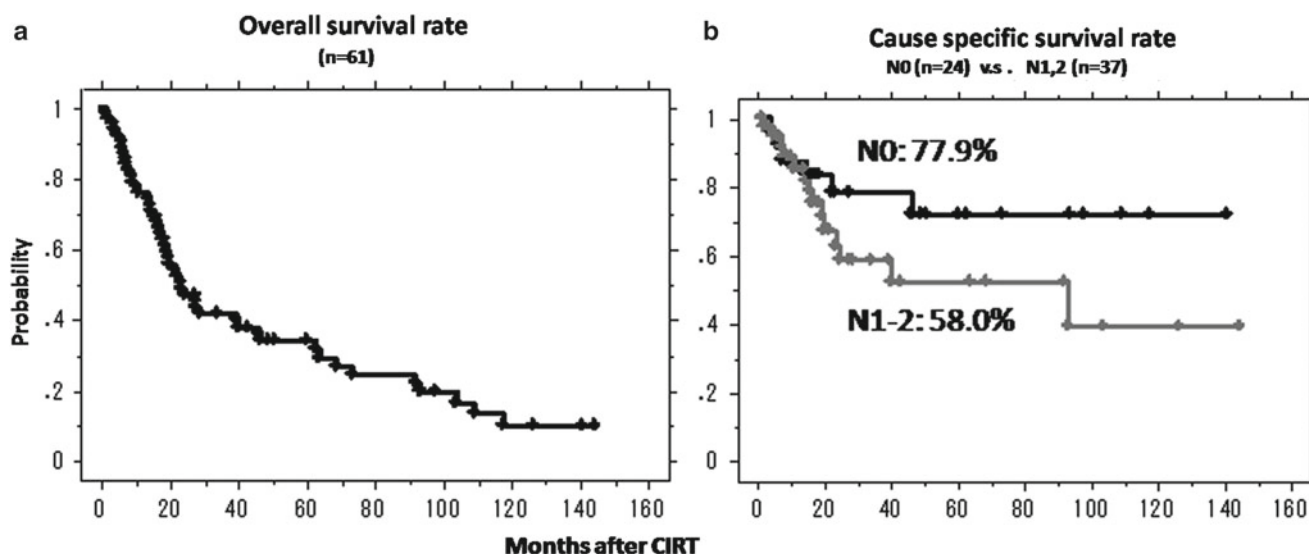 a
Overall survival rate
(n=61)
Probability
1
.8
.6
.4
.2
0
0 20 40 60 80 100 120 140 160
b
Cause specific survival rate
N0 (n=24) v.s . N1,2 (n=37)
1
.8
.6
.4
.2
0
N0: 77.9%
N1-2: 58.0%
0 20 40 60 80 100 120 140 160
Months after CIRT